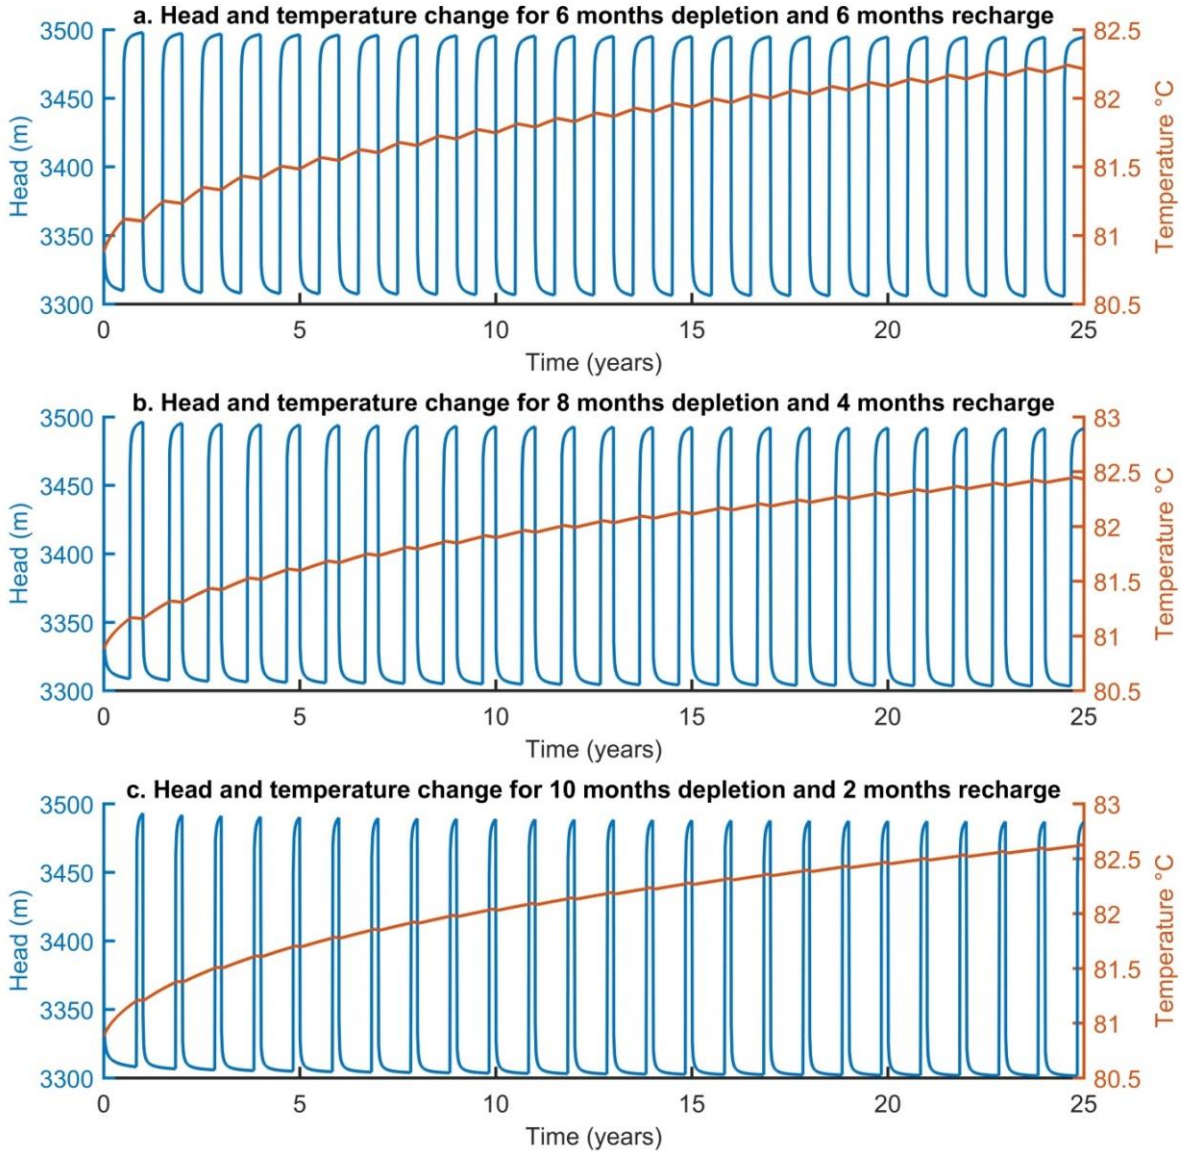 a. Head and temperature change for 6 months depletion and 6 months recharge
3500
3450
3400
3350
3300
Head (m)
82.5
82
81.5
81
80.5
Temperature °C
0 5 10 15 20 25
Time (years)
b. Head and temperature change for 8 months depletion and 4 months recharge
3500
3450
3400
3350
3300
Head (m)
83
82.5
82
81.5
81
80.5
Temperature °C
0 5 10 15 20 25
Time (years)
c. Head and temperature change for 10 months depletion and 2 months recharge
3500
3450
3400
3350
3300
Head (m)
83
82.5
82
81.5
81
80.5
Temperature °C
0 5 10 15 20 25
Time (years)